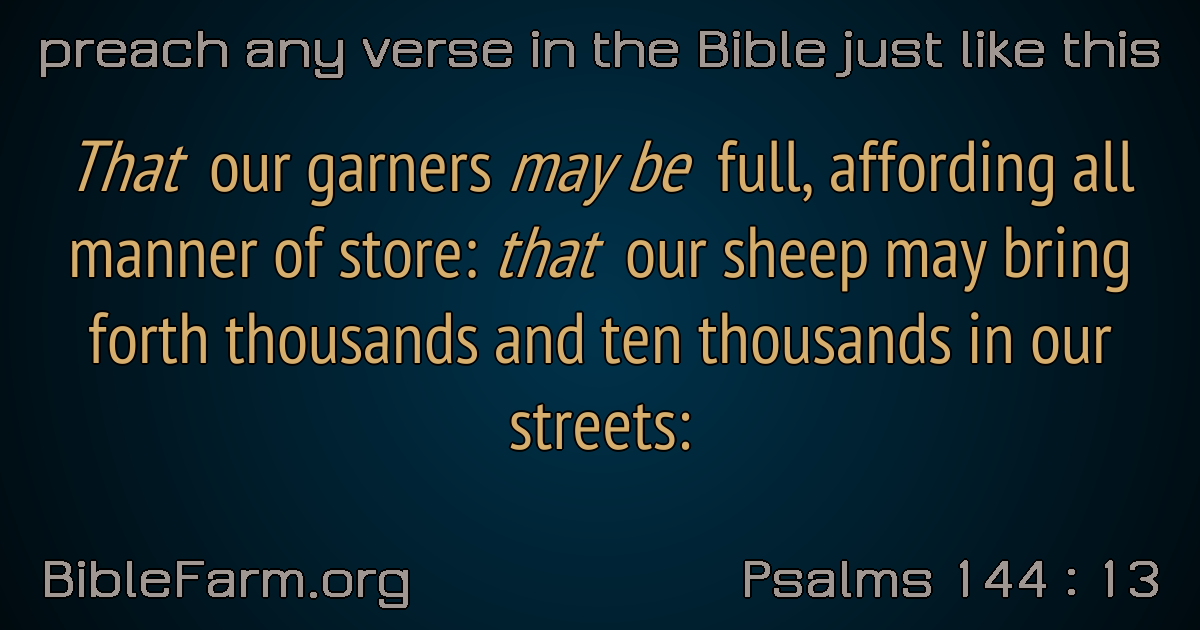 preach any verse in the Bible just like this
That our garners may be full, affording all
manner of store: that our sheep may bring
forth thousands and ten thousands in our
streets:
BibleFarm.org
Psalms 144 : 13